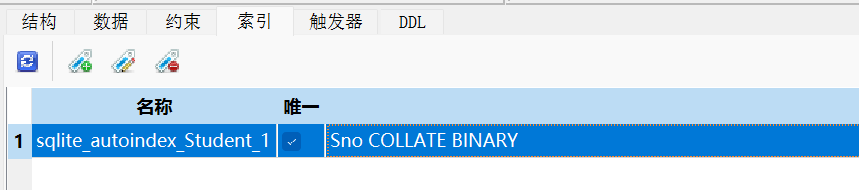 结构 数据 约束 索引 触发器 DDL
名称 唯一
1 sqlite_autoindex_Student_1 Sno COLLATE BINARY